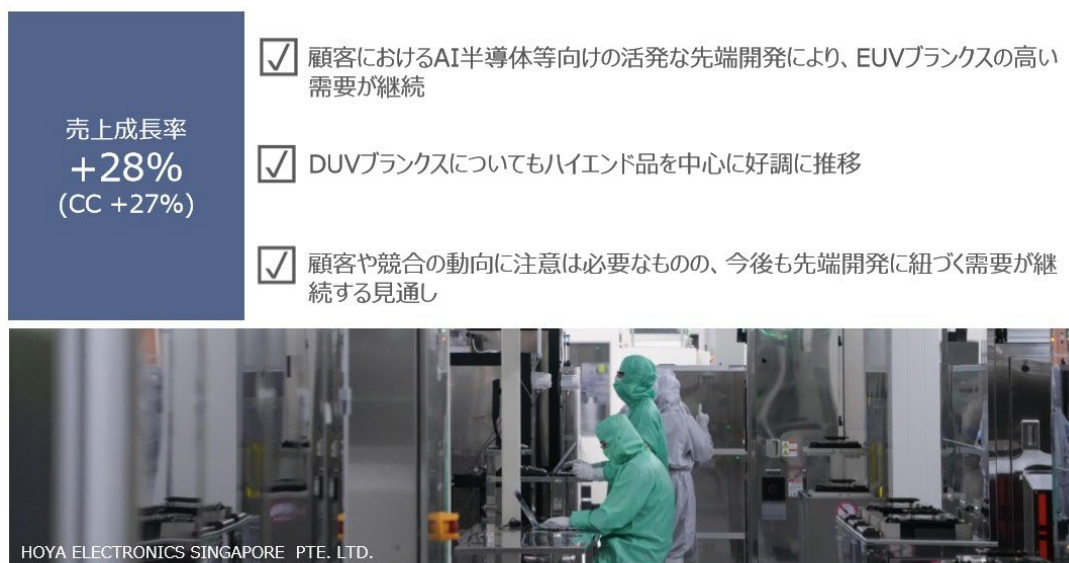 売上成長率
+28%
(CC +27%)
顧客におけるAI半導体等向けの活発な先端開発により、EUVブランクスの高い
需要が継続
DUVブランクスについてもハイエンド品を中心に好調に推移
顧客や競合の動向に注意は必要なものの、今後も先端開発に紐づく需要が継
続する見通し
HOYA ELECTRONICS SINGAPORE PTE. LTD.